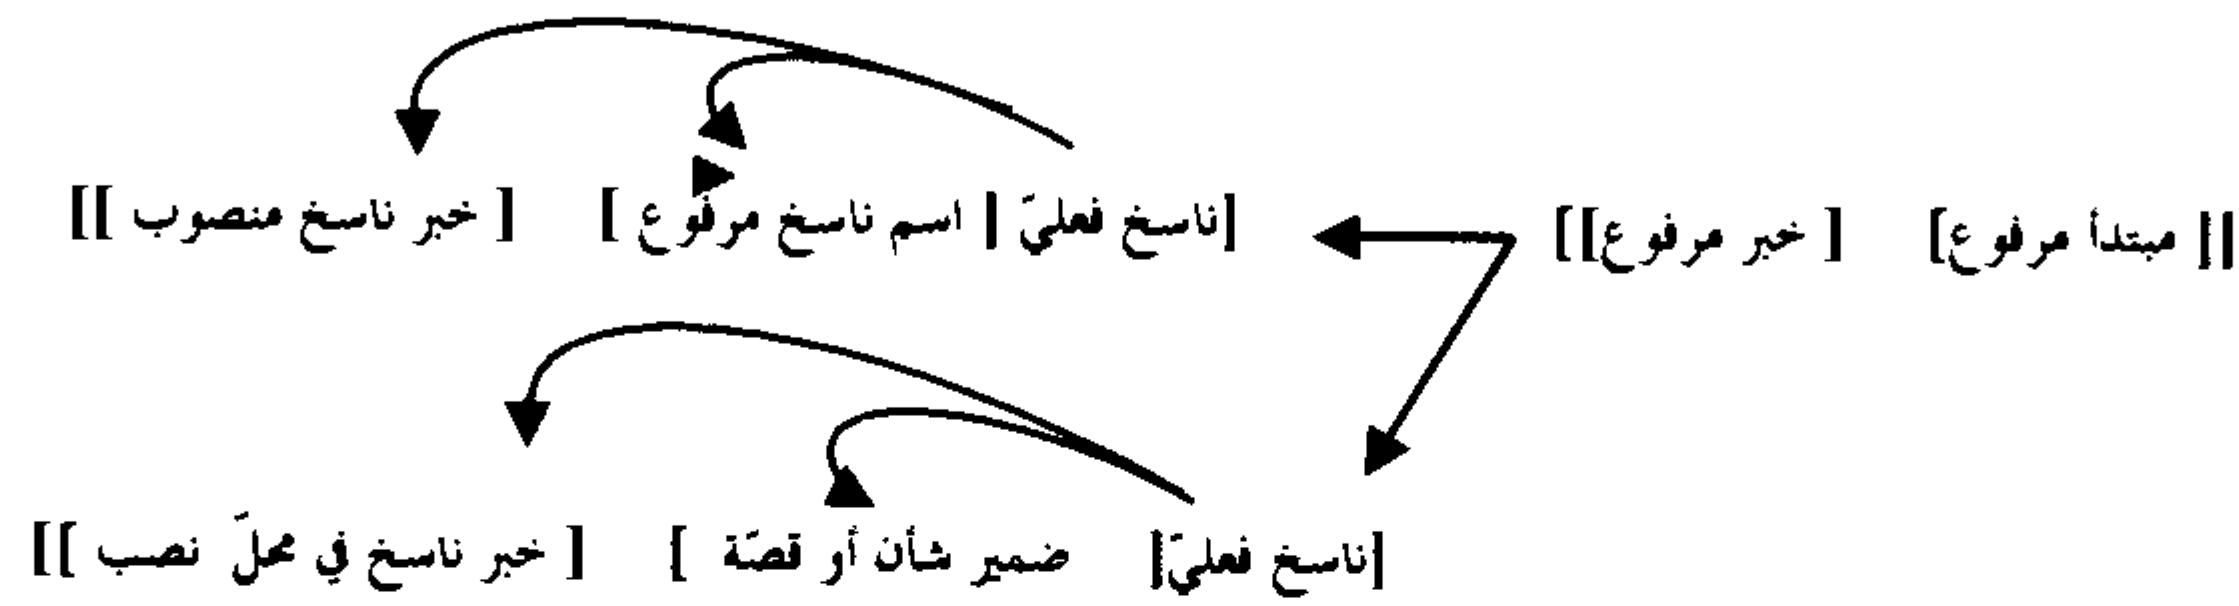 [[ مبتدأ مرفوع] [ خبر مرفوع]] [ناسخ فعليّ [ اسم ناسخ مرفوع ] [ خبر ناسخ منصوب ]]
[ناسخ فعليّ] ضمير شأن أو قصّة ] [ خبر ناسخ في محلّ نصب ]]